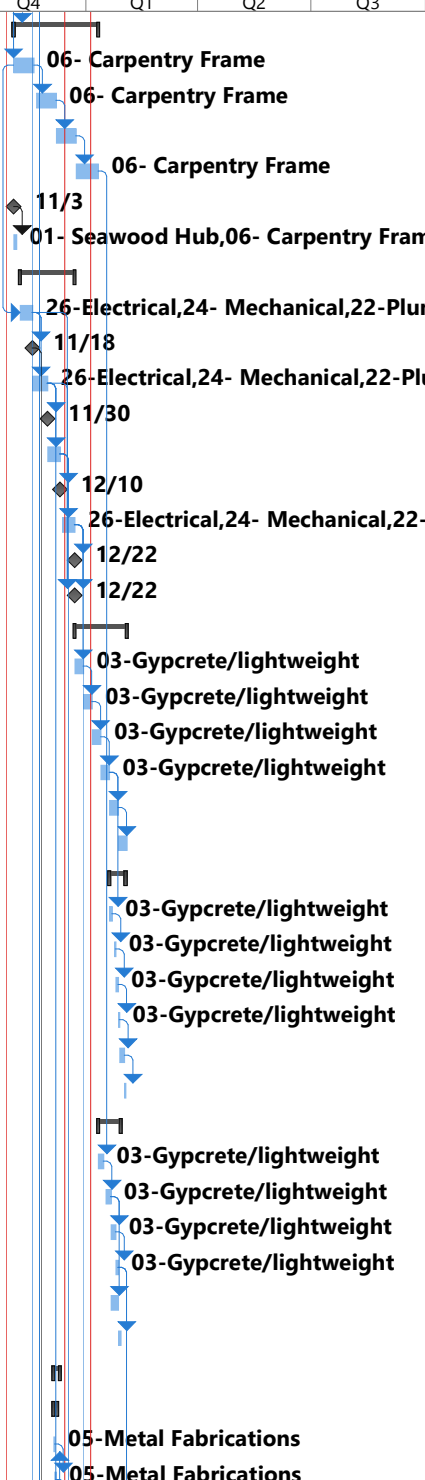 Q4 Q1 Q2 Q3
06- Carpentry Frame
06- Carpentry Frame
06- Carpentry Frame
11/3
01- Seawood Hub,06- Carpentry Fram
26-Electrical,24- Mechanical,22-Plu
11/18
26-Electrical,24- Mechanical,22-Plu
11/30
12/10
26-Electrical,24- Mechanical,22-
12/22
12/22
03-Gypcrete/lightweight
03-Gypcrete/lightweight
03-Gypcrete/lightweight
03-Gypcrete/lightweight
03-Gypcrete/lightweight
03-Gypcrete/lightweight
03-Gypcrete/lightweight
03-Gypcrete/lightweight
03-Gypcrete/lightweight
03-Gypcrete/lightweight
03-Gypcrete/lightweight
03-Gypcrete/lightweight
05-Metal Fabrications
05-Metal Fabrications